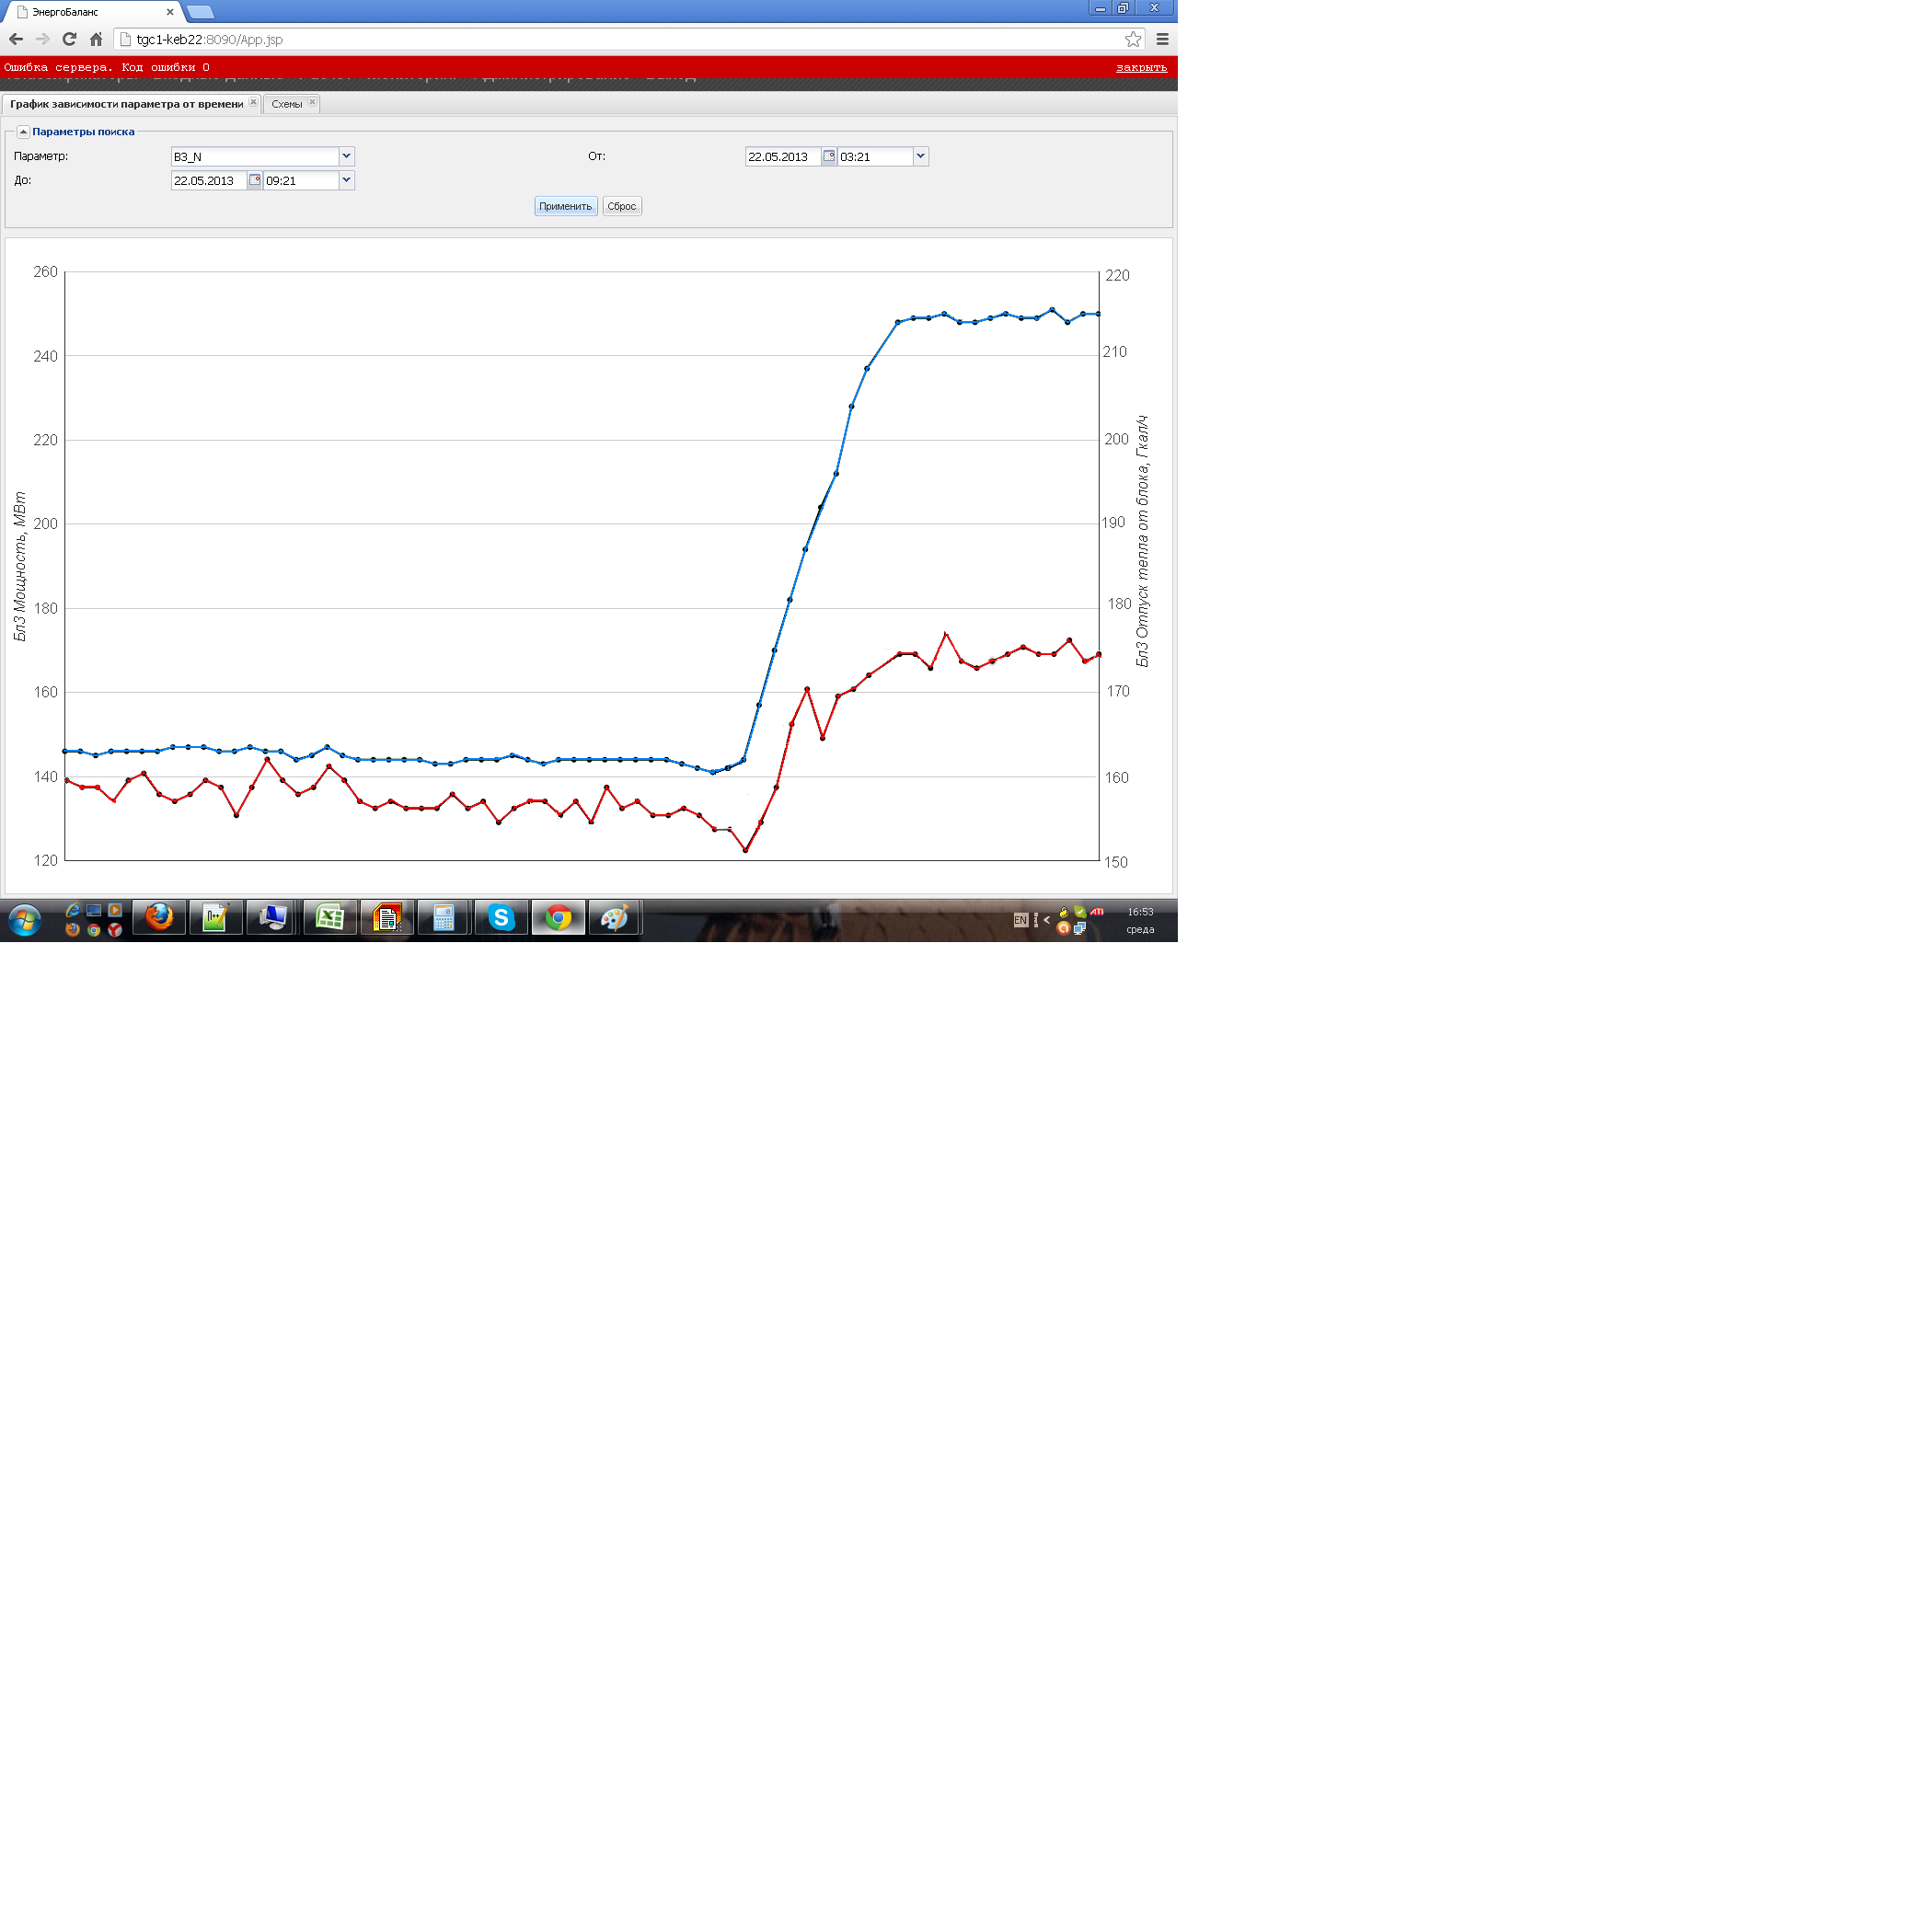 ЭнергоБаланс
tgc1-keb22:8090/App.jsp
Ошибка сервера. Код ошибки 0 закрыть
График зависимости параметра от времени Схемы
Параметры поиска
Параметр: B3_N От: 22.05.2013 03:21
До: 22.05.2013 09:21
Применить Сброс
260 220
240 210
220 200
200 190
180 180
160 170
140 160
120 150
Бл3 Мощность, МВт
Бл3 Отпуск тепла от блока, Гкал/ч
EN ATI 16:53
среда